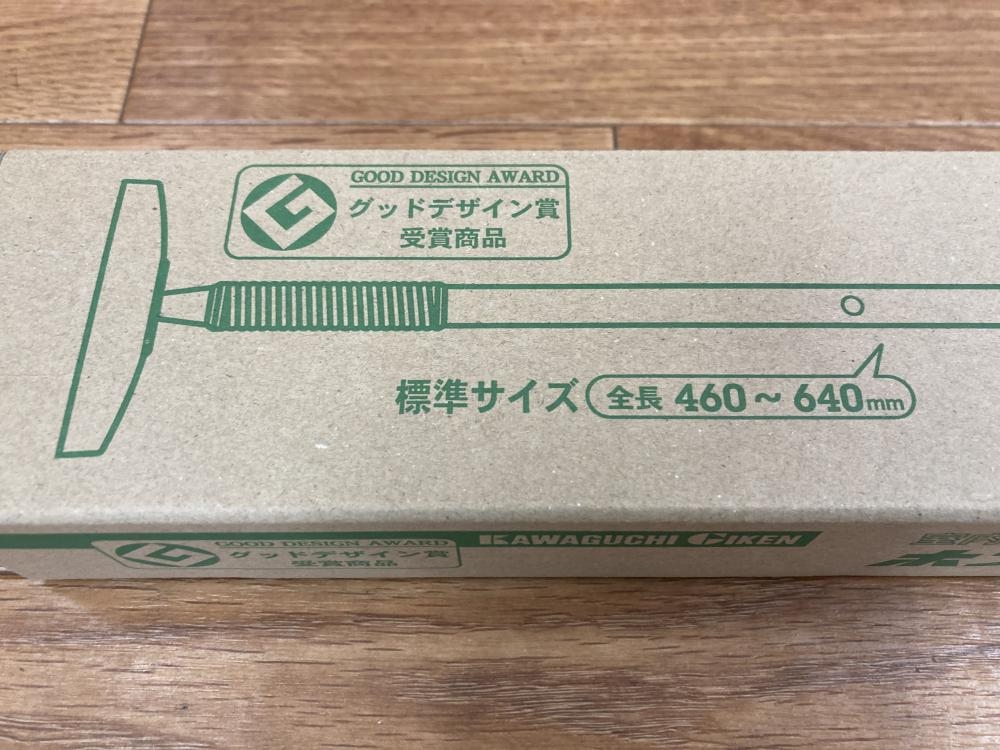 GOOD DESIGN AWARD
グッドデザイン賞
受賞商品
標準サイズ 全長 460～640mm
GOOD DESIGN AWARD
グッドデザイン賞
受賞商品
KAWAGUCHI GIKEN